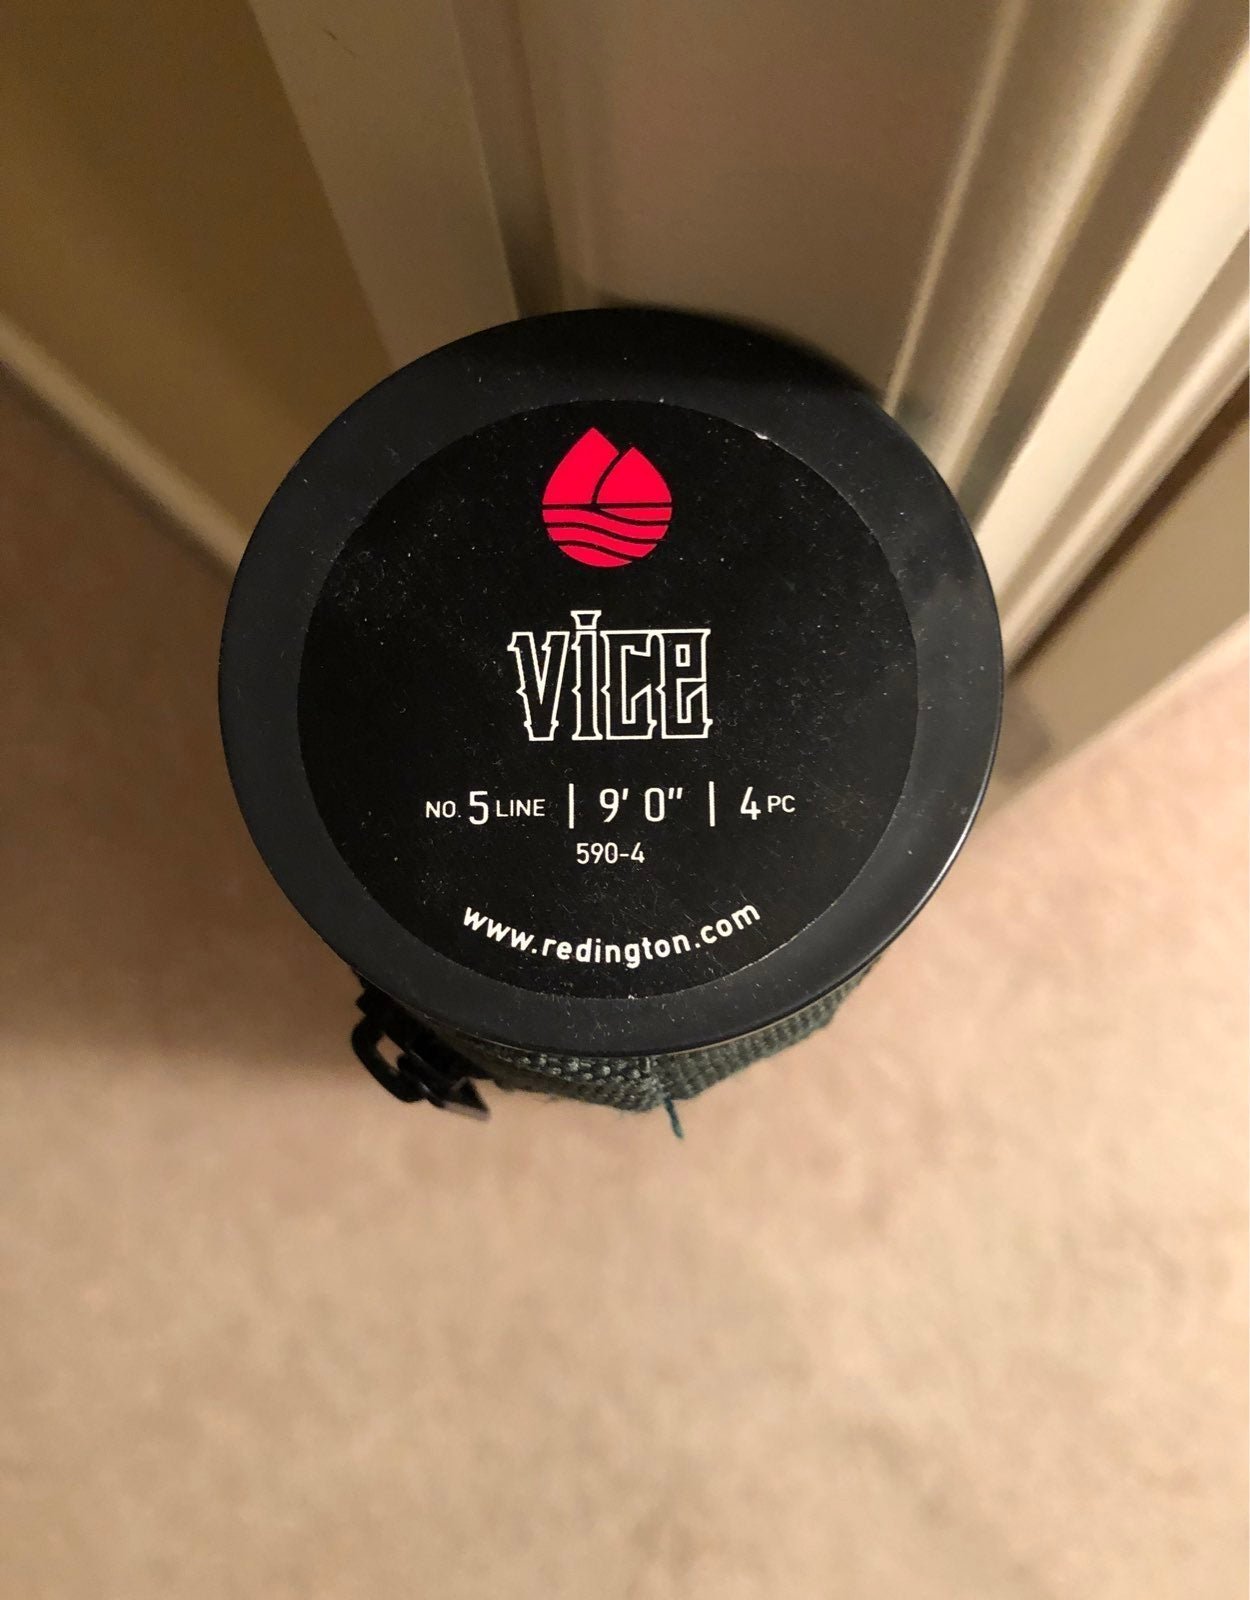 vice
NO. 5 LINE | 9' 0" | 4 PC
590-4
www.redington.com